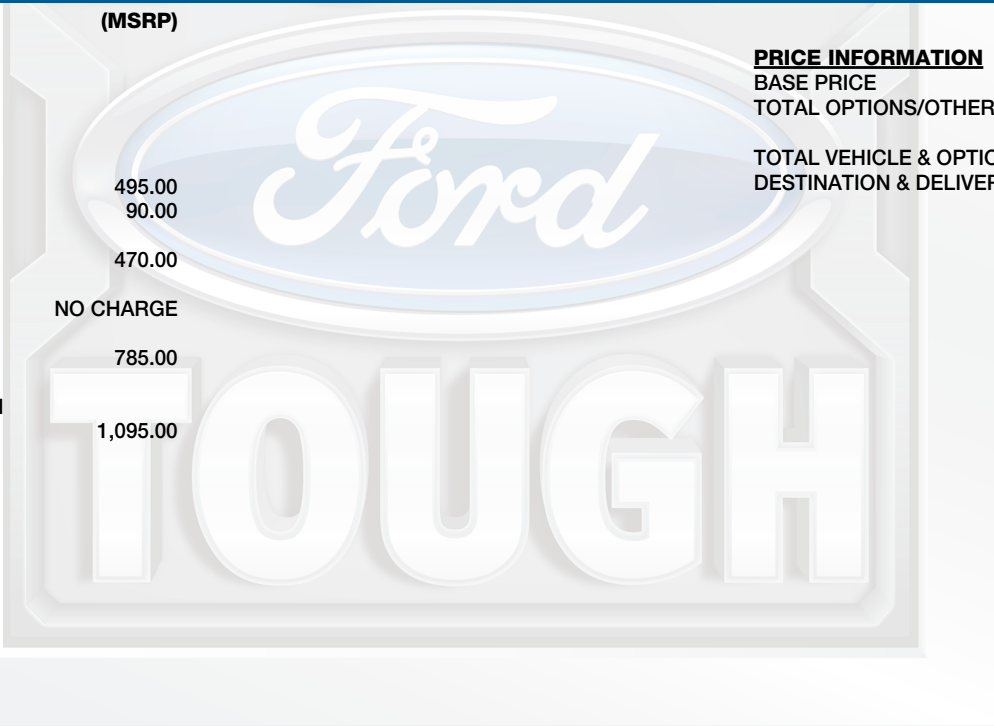 (MSRP)
495.00
90.00
470.00
NO CHARGE
785.00
1,095.00
PRICE INFORMATION
BASE PRICE
TOTAL OPTIONS/OTHER
TOTAL VEHICLE & OPTIO
DESTINATION & DELIVER
Ford
TOUGH